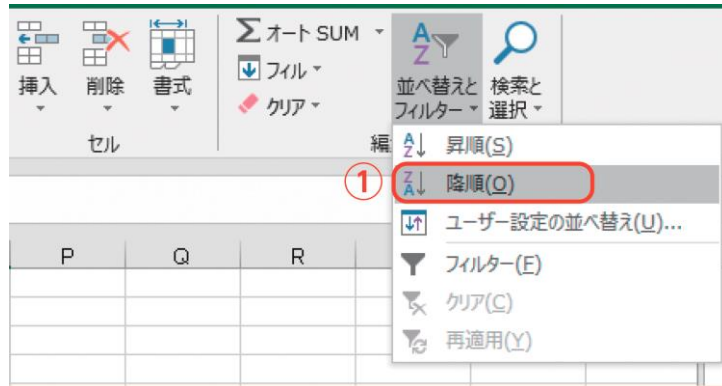 挿入
削除
書式
セル
Σ オート SUM
フィル
クリア
並べ替えと
フィルター
検索と
選択
編
昇順(S)
① 降順(O)
ユーザー設定の並べ替え(U)...
フィルター(F)
クリア(C)
再適用(Y)
P Q R